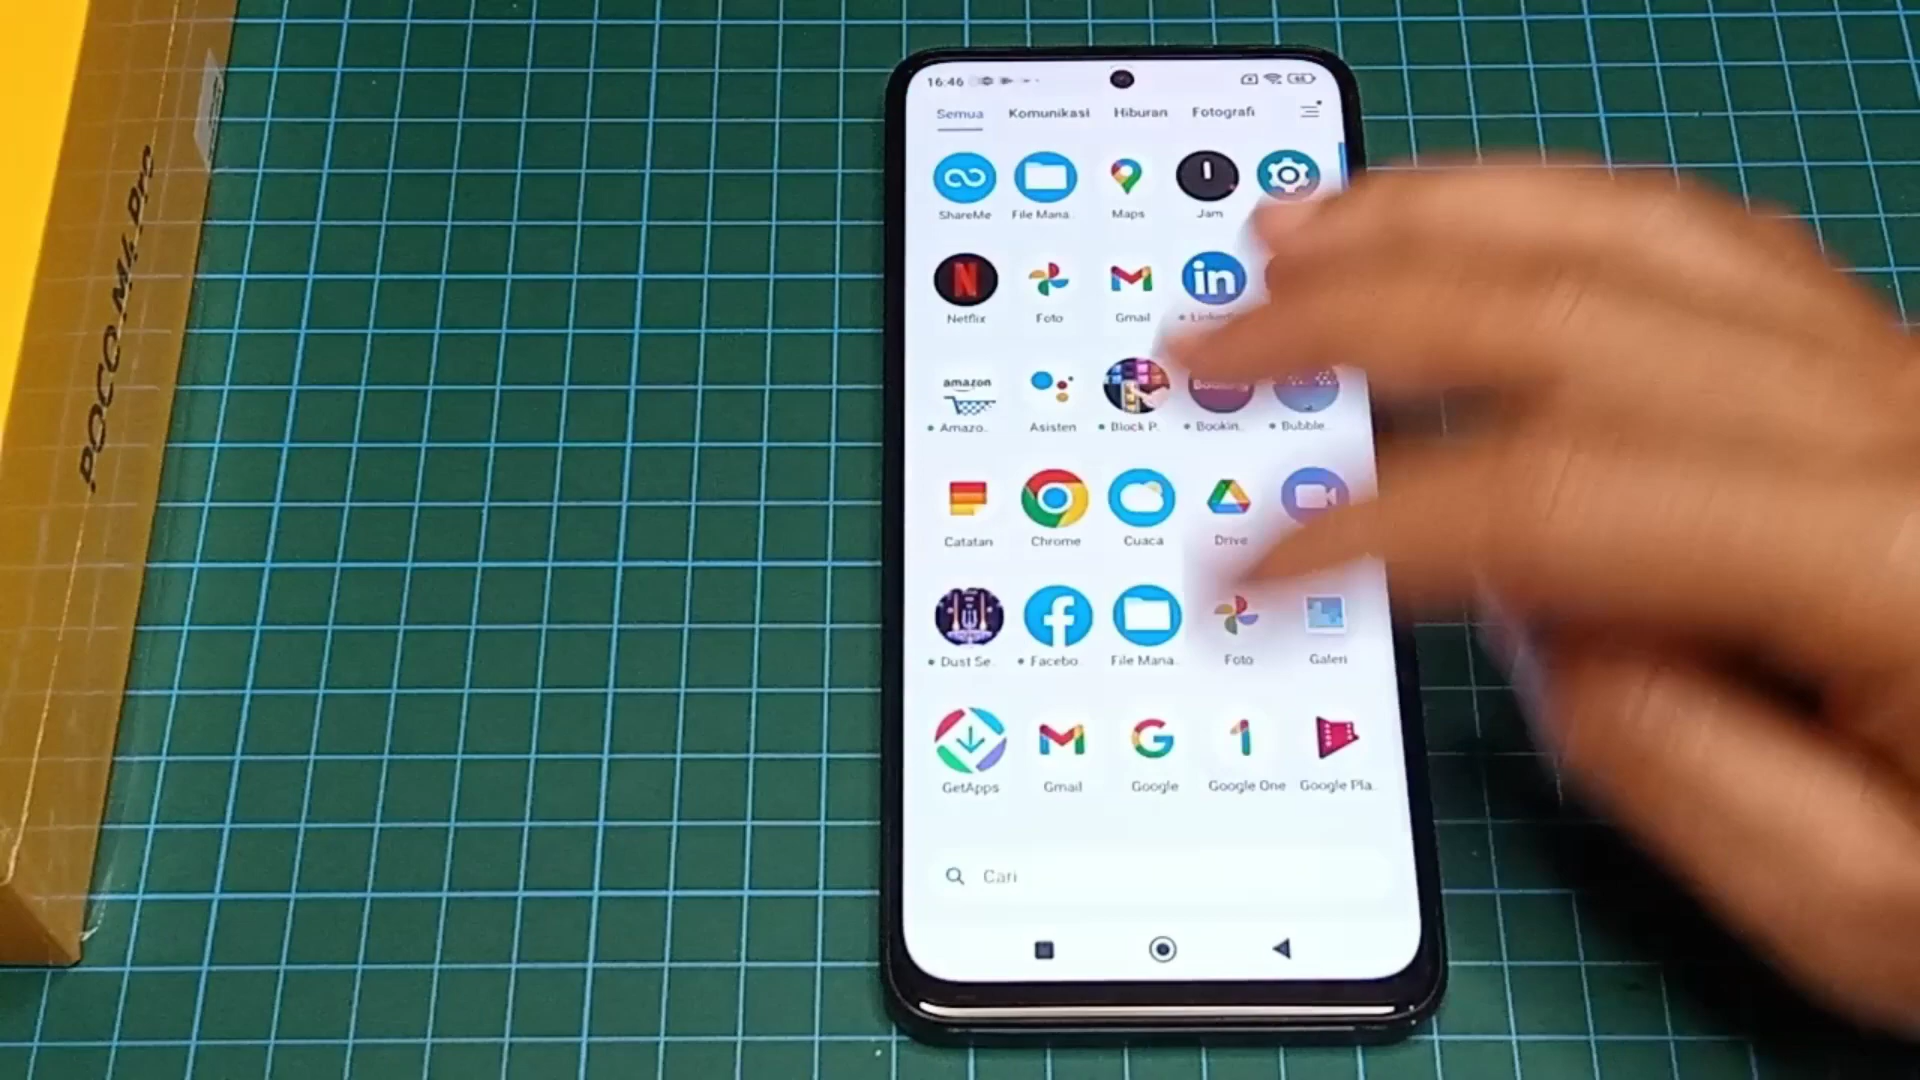 POCO M4 Pro
16:46
Semua Komunikasi Hiburan Fotografi
ShareMe File Mana.. Maps Jam
N
in
Netflix Foto Gmail
amazon
Booking
Amazo.. Asisten Block P.. Bookin.. Bubble..
Catatan Chrome Cuaca Drive
Dust Se.. Facebo.. File Mana.. Foto Galeri
GetApps Gmail Google Google One Google Pla..
Cari